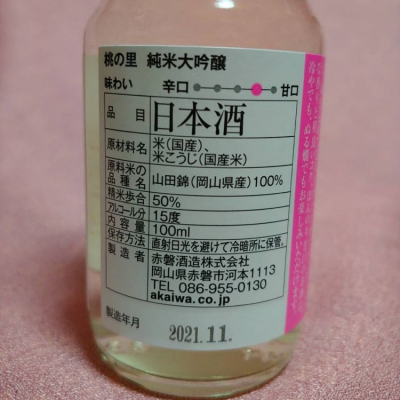 桃の里 純米大吟醸
味わい 辛口 甘口
品目 日本酒
原材料名 米(国産)、
米こうじ(国産米)
原料米の
品種名 山田錦(岡山県産)100%
精米歩合 50%
アルコール分 15度
内容量 100ml
保存方法 直射日光を避けて冷暗所に保管。
製造者 赤磐酒造株式会社
岡山県赤磐市河本1113
TEL 086-955-0130
akaiwa.co.jp
製造年月 2021.11.